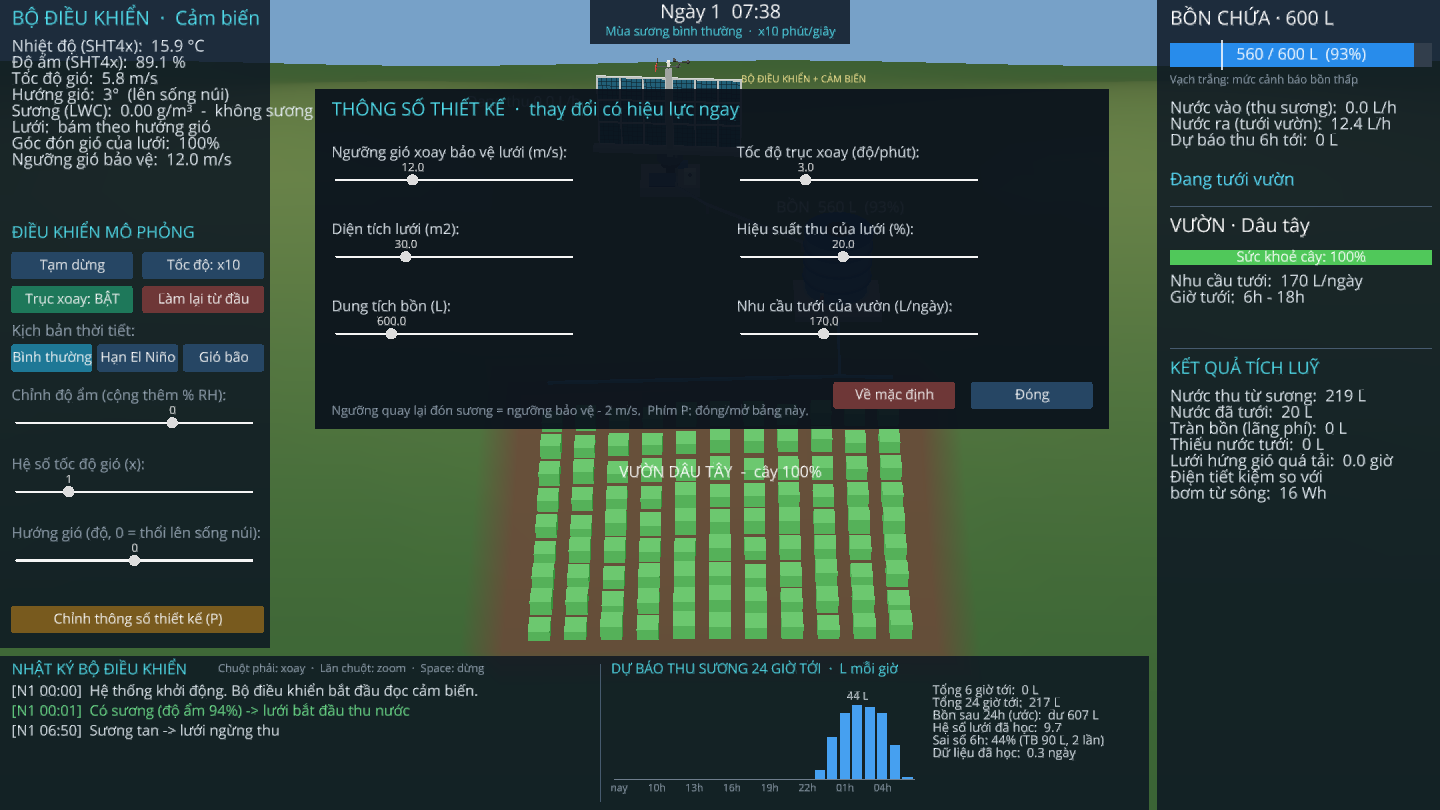 BỘ ĐIỀU KHIỂN · Cảm biến
Nhiệt độ (SHT4x): 15.9 °C
Độ ẩm (SHT4x): 89.1 %
Tốc độ gió: 5.8 m/s
Hướng gió: 3° (lên sống núi)
Sương (LWC): 0.00 g/m³ - không sương
Lưới: bám theo hướng gió
Góc đón gió của lưới: 100%
Ngưỡng gió bảo vệ: 12.0 m/s
ĐIỀU KHIỂN MÔ PHỎNG
Tạm dừng
Tốc độ: x10
Trục xoay: BẬT
Làm lại từ đầu
Kịch bản thời tiết:
Bình thường
Hạn El Niño
Gió bão
Chỉnh độ ẩm (cộng thêm % RH):
0
Hệ số tốc độ gió (x):
1
Hướng gió (độ, 0 = thổi lên sống núi):
0
Chỉnh thông số thiết kế (P)
Ngày 1 07:38
Mùa sương bình thường · x10 phút/giây
BỘ ĐIỀU KHIỂN + CẢM BIẾN
THÔNG SỐ THIẾT KẾ · thay đổi có hiệu lực ngay
Ngưỡng gió xoay bảo vệ lưới (m/s):
12.0
Tốc độ trục xoay (độ/phút):
3.0
BỒN 560 L (93%)
Diện tích lưới (m2):
30.0
Hiệu suất thu của lưới (%):
20.0
Dung tích bồn (L):
600.0
Nhu cầu tưới của vườn (L/ngày):
170.0
Ngưỡng quay lại đón sương = ngưỡng bảo vệ - 2 m/s. Phím P: đóng/mở bảng này.
Về mặc định
Đóng
VƯỜN DÂU TÂY - cây 100%
BỒN CHỨA · 600 L
560 / 600 L (93%)
Vạch trắng: mức cảnh báo bồn thấp
Nước vào (thu sương): 0.0 L/h
Nước ra (tưới vườn): 12.4 L/h
Dự báo thu 6h tới: 0 L
Đang tưới vườn
VƯỜN · Dâu tây
Sức khoẻ cây: 100%
Nhu cầu tưới: 170 L/ngày
Giờ tưới: 6h - 18h
KẾT QUẢ TÍCH LUỸ
Nước thu từ sương: 219 L
Nước đã tưới: 20 L
Tràn bồn (lãng phí): 0 L
Thiếu nước tưới: 0 L
Lưới hứng gió quá tải: 0.0 giờ
Điện tiết kiệm so với
bơm từ sông: 16 Wh
NHẬT KÝ BỘ ĐIỀU KHIỂN
Chuột phải: xoay · Lăn chuột: zoom · Space: dừng
[N1 00:00] Hệ thống khởi động. Bộ điều khiển bắt đầu đọc cảm biến.
[N1 00:01] Có sương (độ ẩm 94%) -> lưới bắt đầu thu nước
[N1 06:50] Sương tan -> lưới ngừng thu
DỰ BÁO THU SƯƠNG 24 GIỜ TỚI · L mỗi giờ
44 L
nay 10h 13h 16h 19h 22h 01h 04h
Tổng 6 giờ tới: 0 L
Tổng 24 giờ tới: 217 L
Bồn sau 24h (ước): dư 607 L
Hệ số lưới đã học: 9.7
Sai số 6h: 44% (TB 90 L, 2 lần)
Dữ liệu đã học: 0.3 ngày